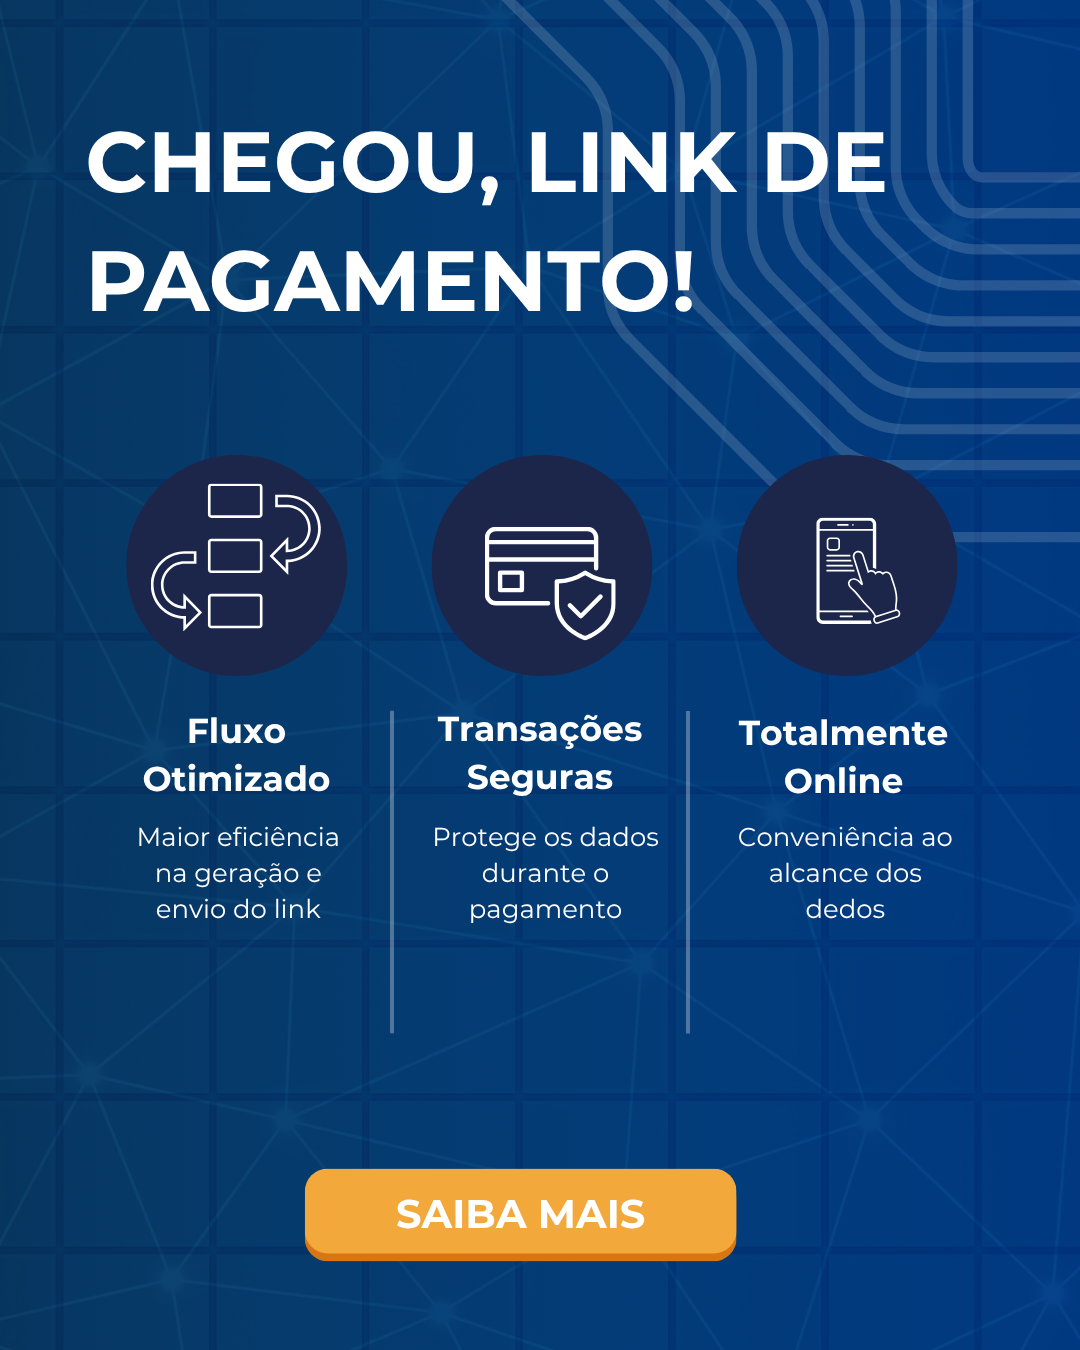 CHEGOU, LINK DE
PAGAMENTO!
Fluxo
Otimizado
Maior eficiência
na geração e
envio do link
Transações
Seguras
Protege os dados
durante o
pagamento
Totalmente
Online
Conveniência ao
alcance dos
dedos
SAIBA MAIS